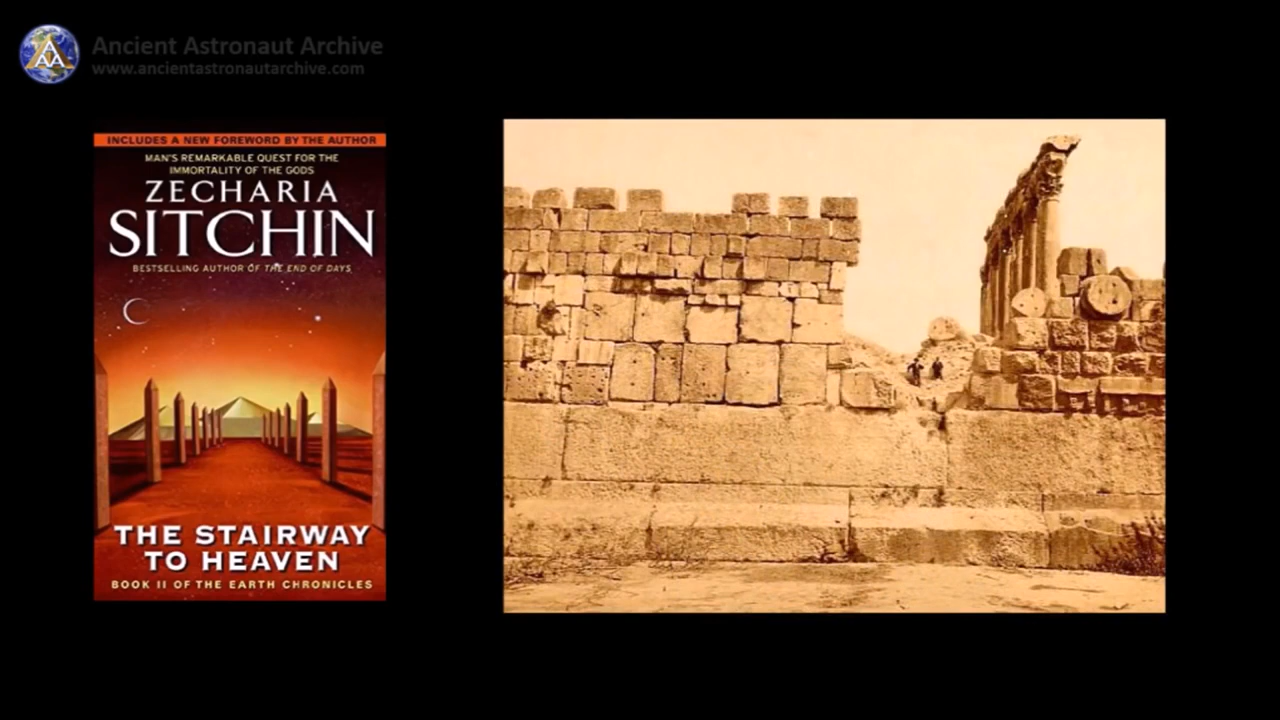 Ancient Astronaut Archive
www.ancientastronautarchive.com
AAA
INCLUDES A NEW FOREWORD BY THE AUTHOR
MAN'S REMARKABLE QUEST FOR THE
IMMORTALITY OF THE GODS
ZECHARIA
SITCHIN
BESTSELLING AUTHOR OF THE END OF DAYS
THE STAIRWAY
TO HEAVEN
BOOK II OF THE EARTH CHRONICLES